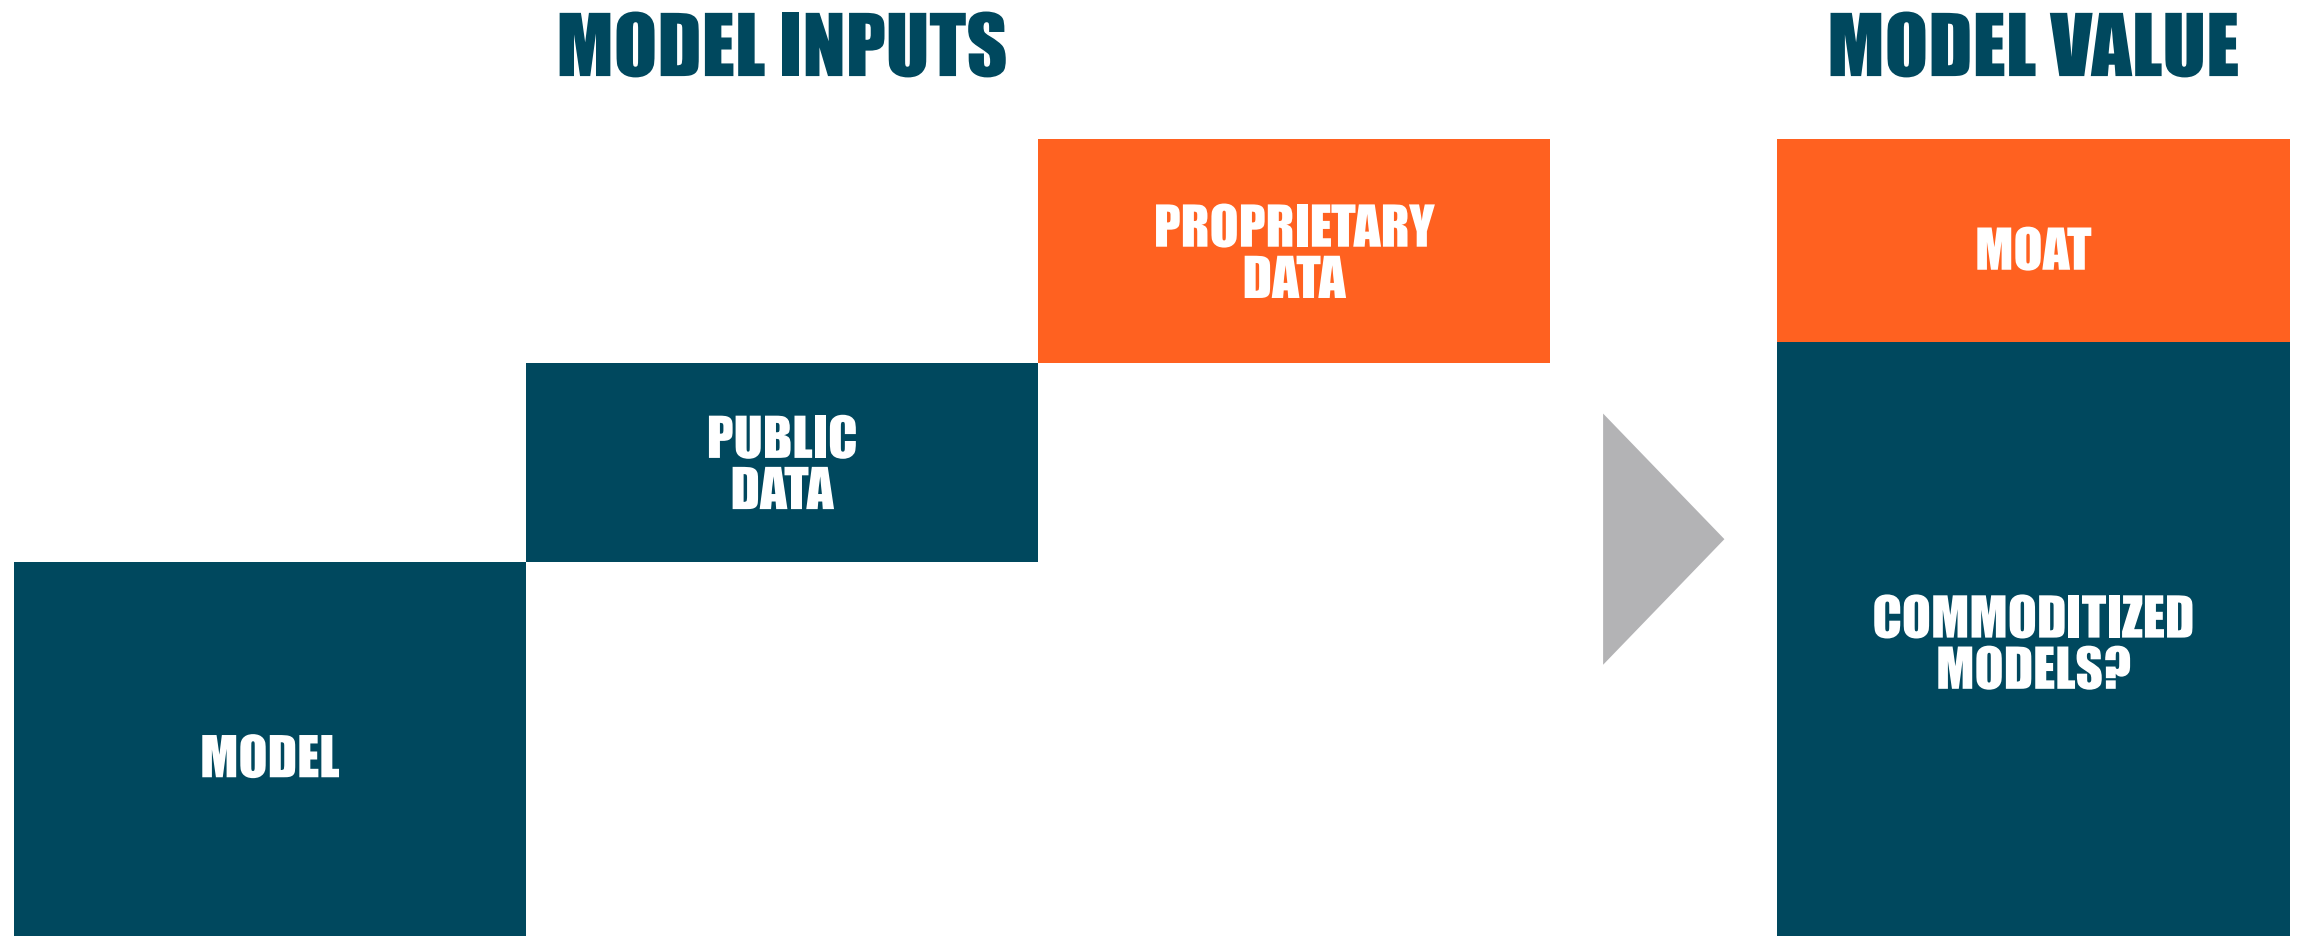 MODEL INPUTS
MODEL VALUE
PROPRIETARY
DATA
MOAT
PUBLIC
DATA
COMMODITIZED
MODELS?
MODEL